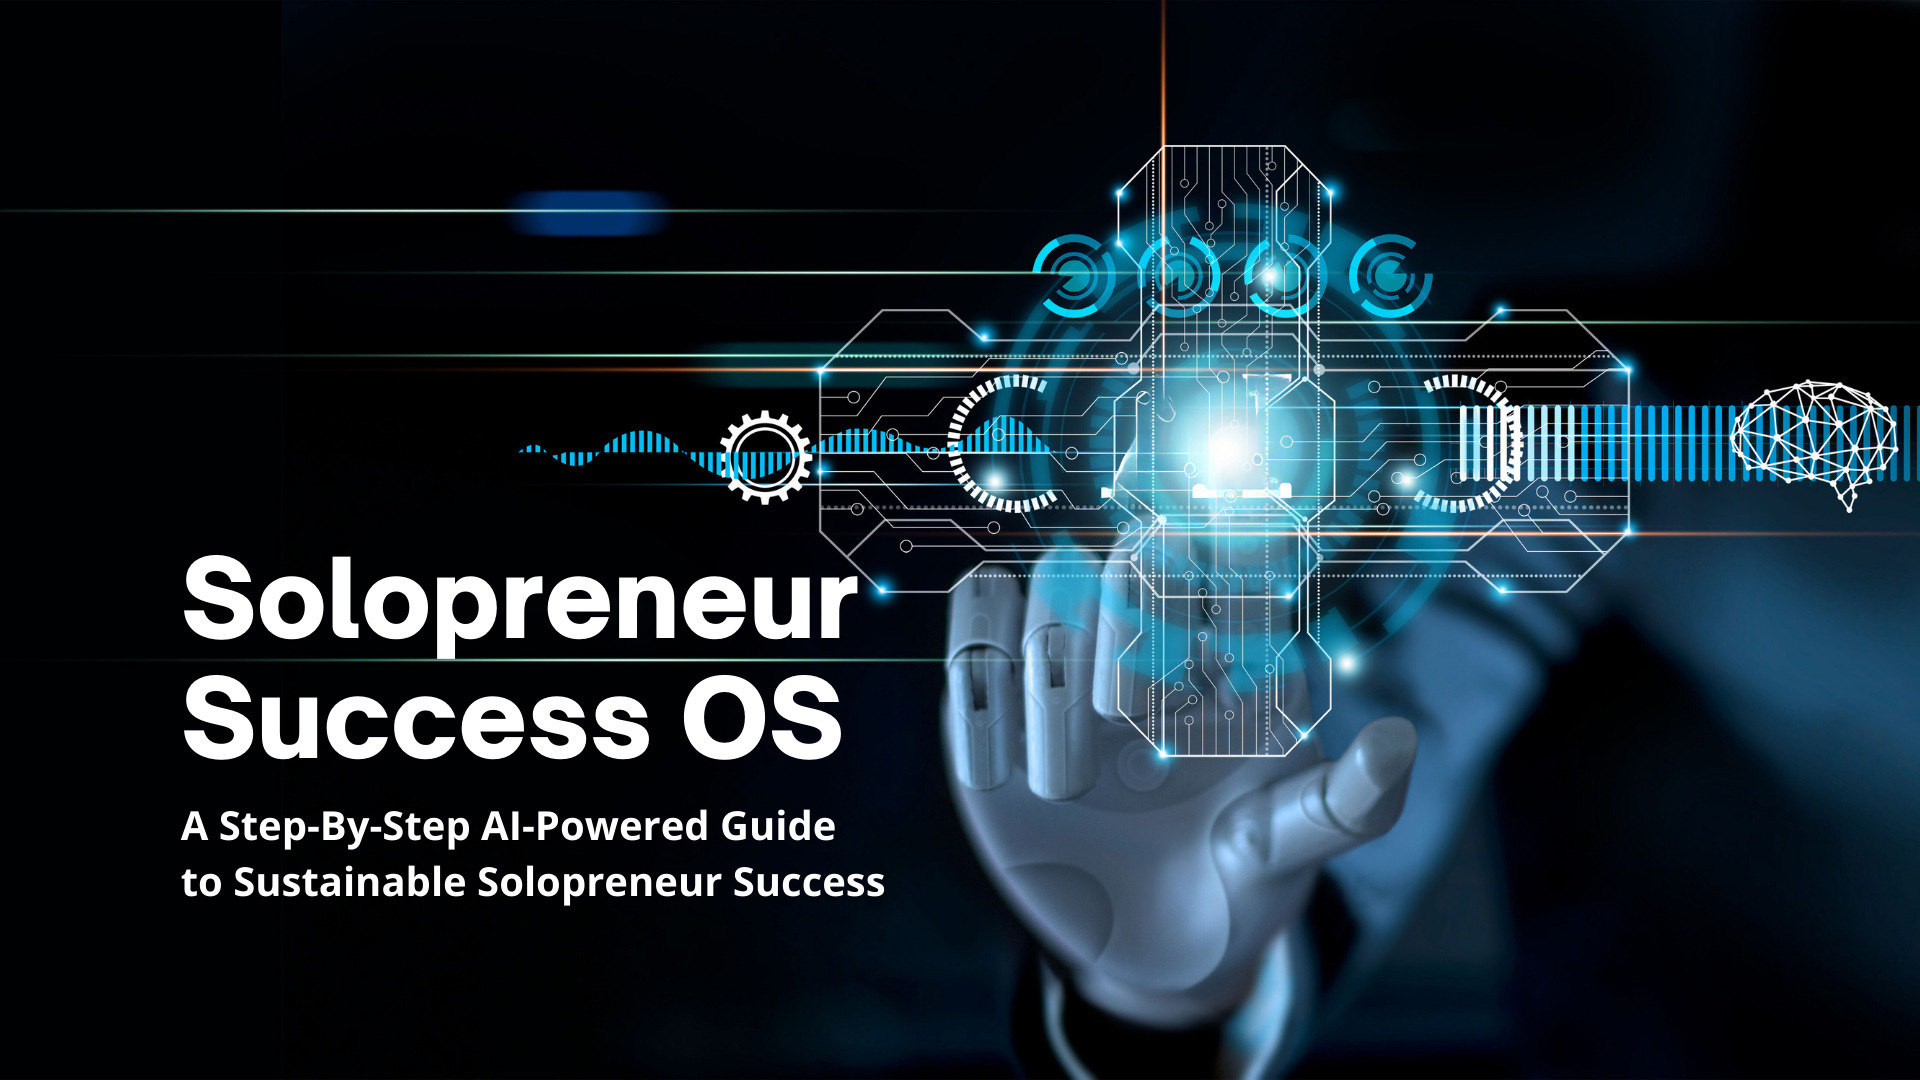 Solopreneur
Success OS
A Step-By-Step AI-Powered Guide
to Sustainable Solopreneur Success